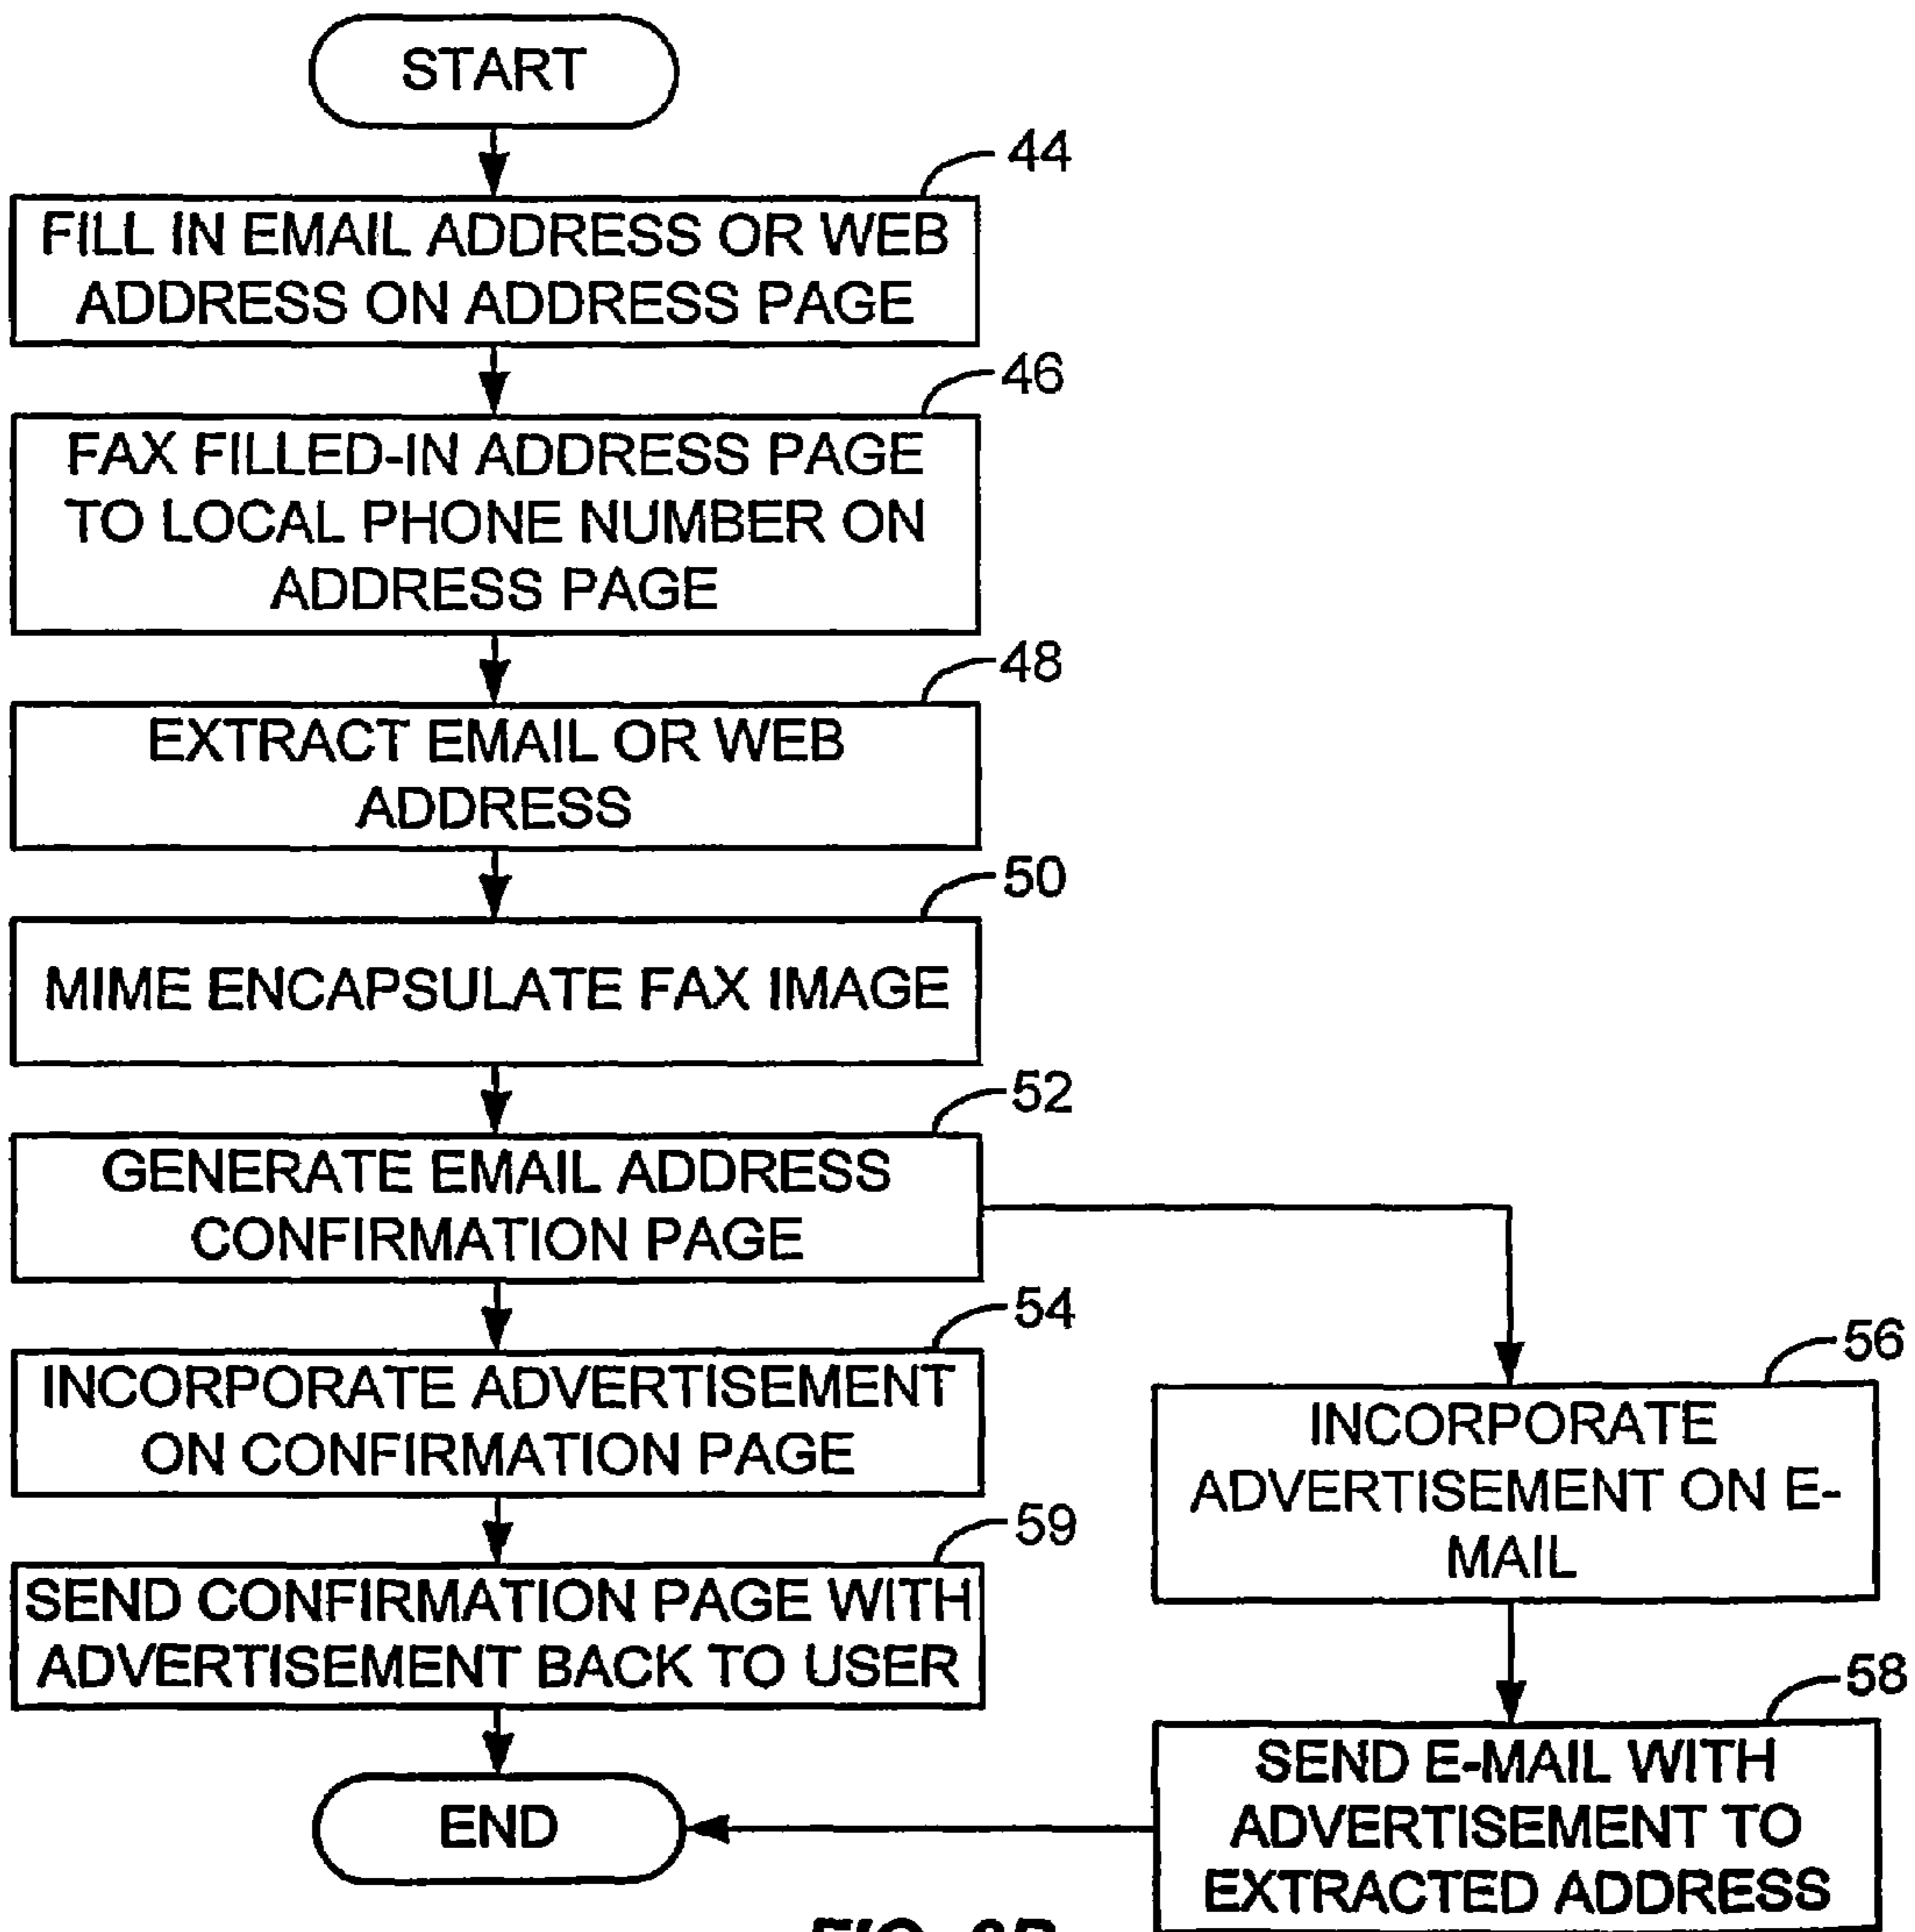 START
44
FILL IN EMAIL ADDRESS OR WEB
ADDRESS ON ADDRESS PAGE
46
FAX FILLED-IN ADDRESS PAGE
TO LOCAL PHONE NUMBER ON
ADDRESS PAGE
48
EXTRACT EMAIL OR WEB
ADDRESS
50
MIME ENCAPSULATE FAX IMAGE
52
GENERATE EMAIL ADDRESS
CONFIRMATION PAGE
54
INCORPORATE ADVERTISEMENT
ON CONFIRMATION PAGE
56
INCORPORATE
ADVERTISEMENT ON E-
MAIL
59
SEND CONFIRMATION PAGE WITH
ADVERTISEMENT BACK TO USER
58
SEND E-MAIL WITH
ADVERTISEMENT TO
EXTRACTED ADDRESS
END